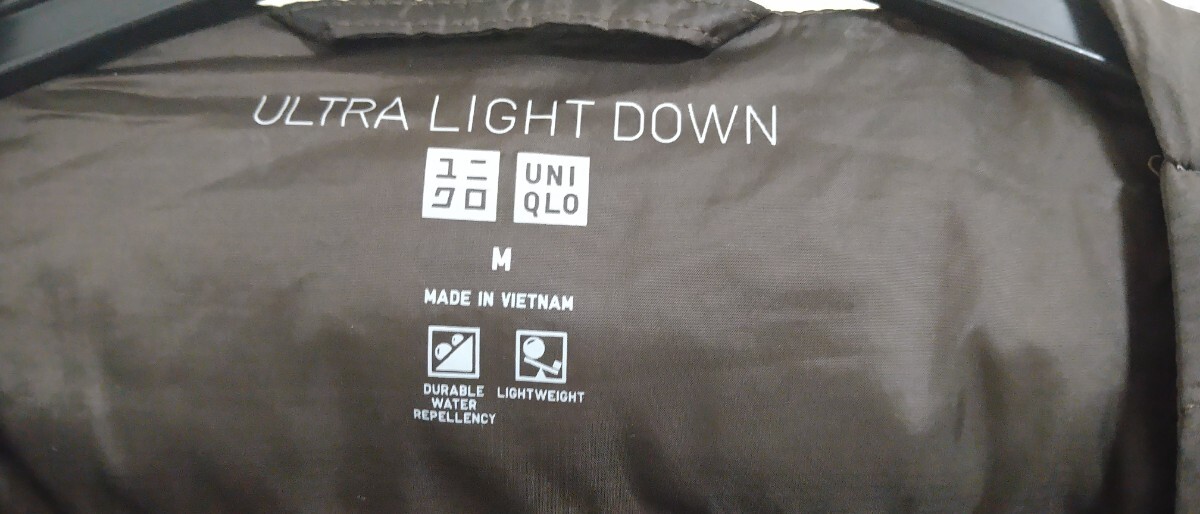 ULTRA LIGHT DOWN
ユニ
クロ
UNI
QLO
M
MADE IN VIETNAM
DURABLE
WATER
REPELLENCY
LIGHTWEIGHT